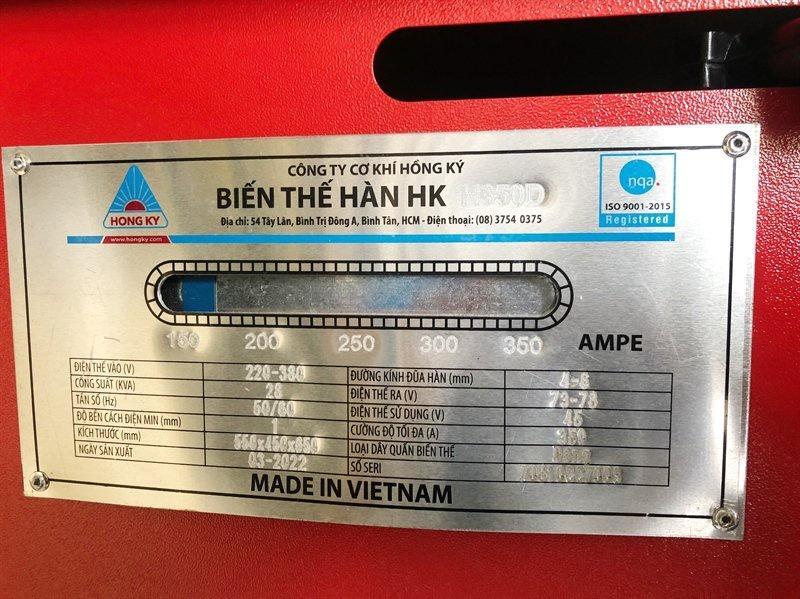 CÔNG TY CƠ KHÍ HỒNG KÝ
BIẾN THẾ HÀN HK H350D
Địa chỉ: 54 Tây Lân, Bình Trị Đông A, Bình Tân, HCM - Điện thoại: (08) 3754 0375
HONG KY
www.hongky.com
nqa.
ISO 9001-2015
Registered
150 200 250 300 350 AMPE
ĐIỆN THẾ VÀO (V) 220-380 ĐƯỜNG KÍNH ĐŨA HÀN (mm) 4-6
CÔNG SUẤT (KVA) 28 ĐIỆN THẾ RA (V) 73-78
TẦN SỐ (Hz) 50/60 ĐIỆN THẾ SỬ DỤNG (V) 45
ĐỘ BỀN CÁCH ĐIỆN MIN (mm) 1 CƯỜNG ĐỘ TỐI ĐA (A) 350
KÍCH THƯỚC (mm) 550x450x650 LOẠI DÂY QUẤN BIẾN THẾ
NGÀY SẢN XUẤT 03-2022 SỐ SERI
MADE IN VIETNAM